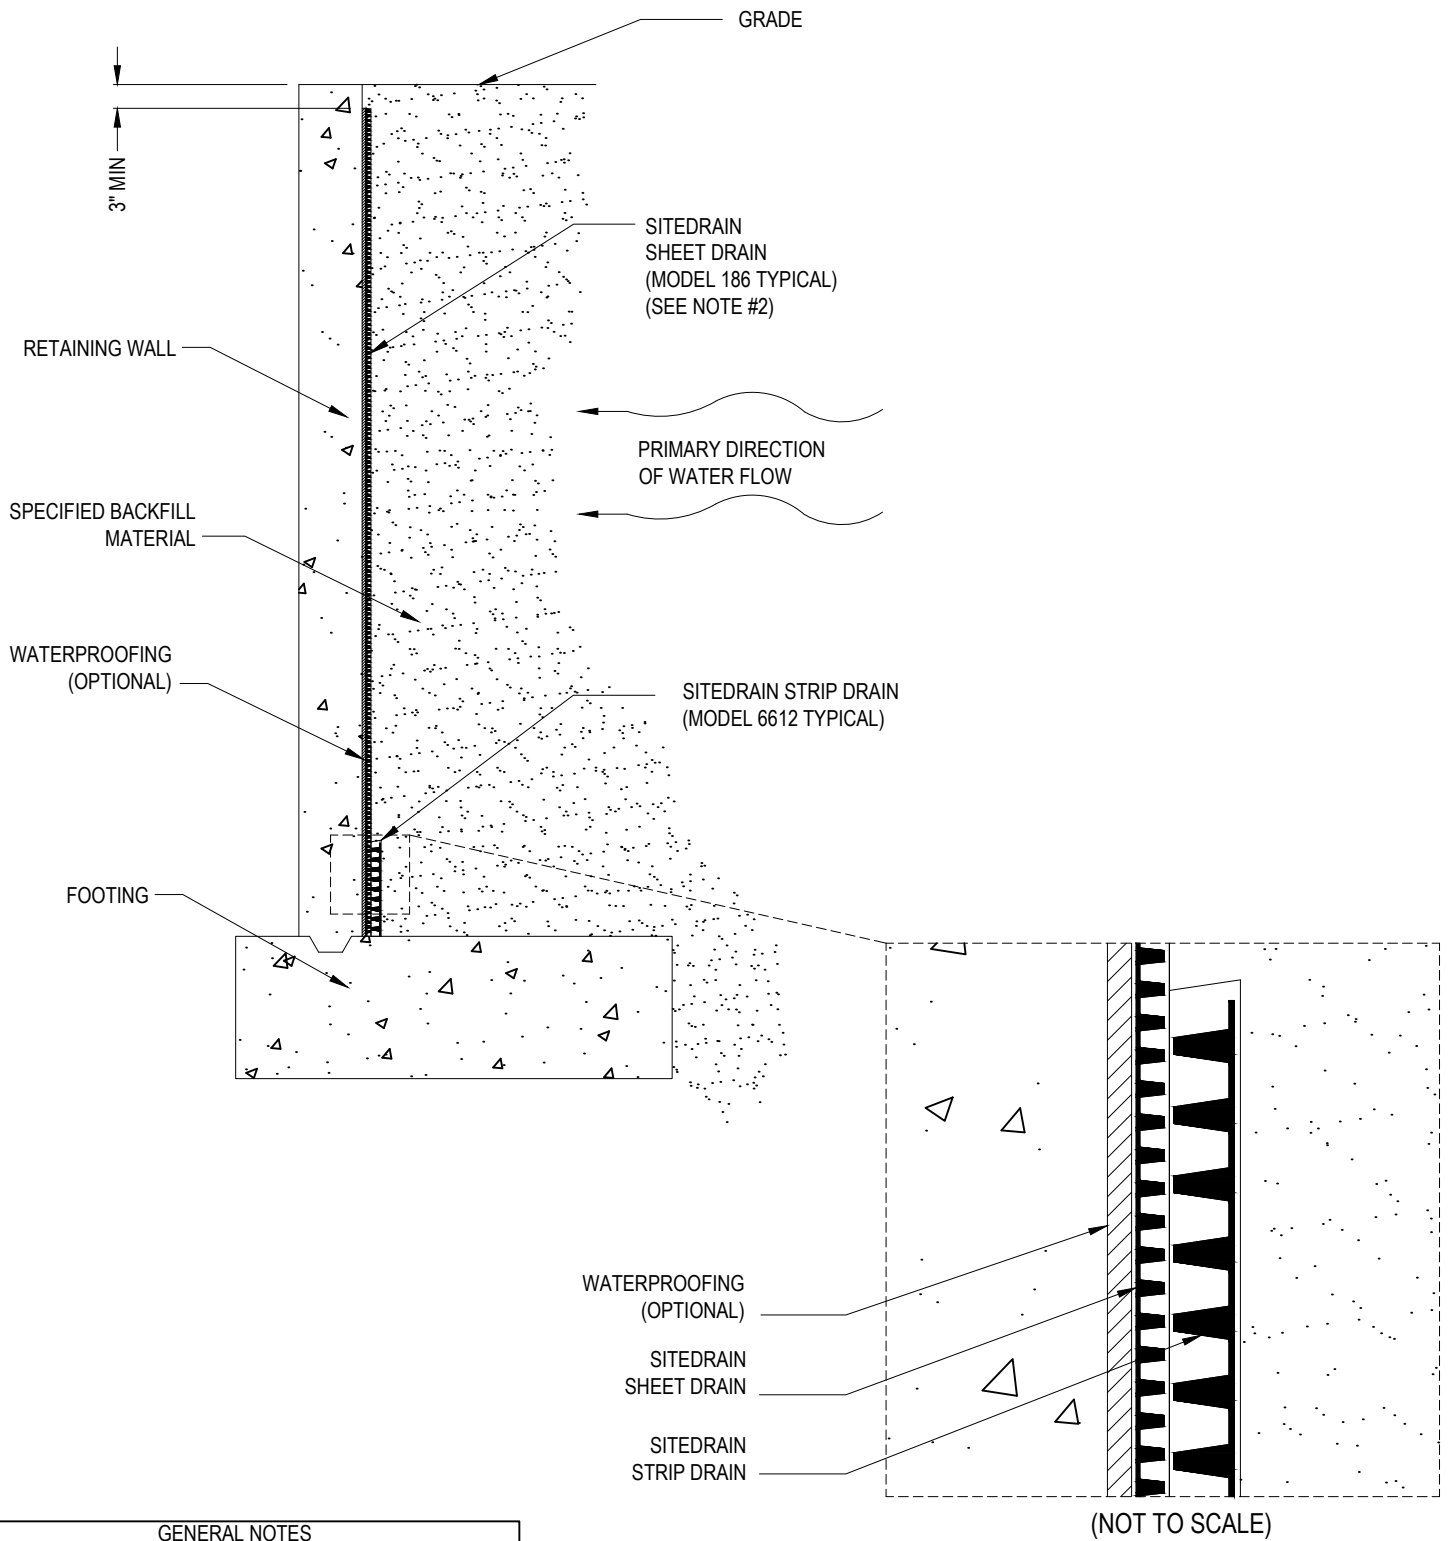 GRADE
3" MIN
SITEDRAIN
SHEET DRAIN
(MODEL 186 TYPICAL)
(SEE NOTE #2)
RETAINING WALL
PRIMARY DIRECTION
OF WATER FLOW
SPECIFIED BACKFILL
MATERIAL
WATERPROOFING
(OPTIONAL)
SITEDRAIN STRIP DRAIN
(MODEL 6612 TYPICAL)
FOOTING
WATERPROOFING
(OPTIONAL)
SITEDRAIN
SHEET DRAIN
SITEDRAIN
STRIP DRAIN
(NOT TO SCALE)
GENERAL NOTES